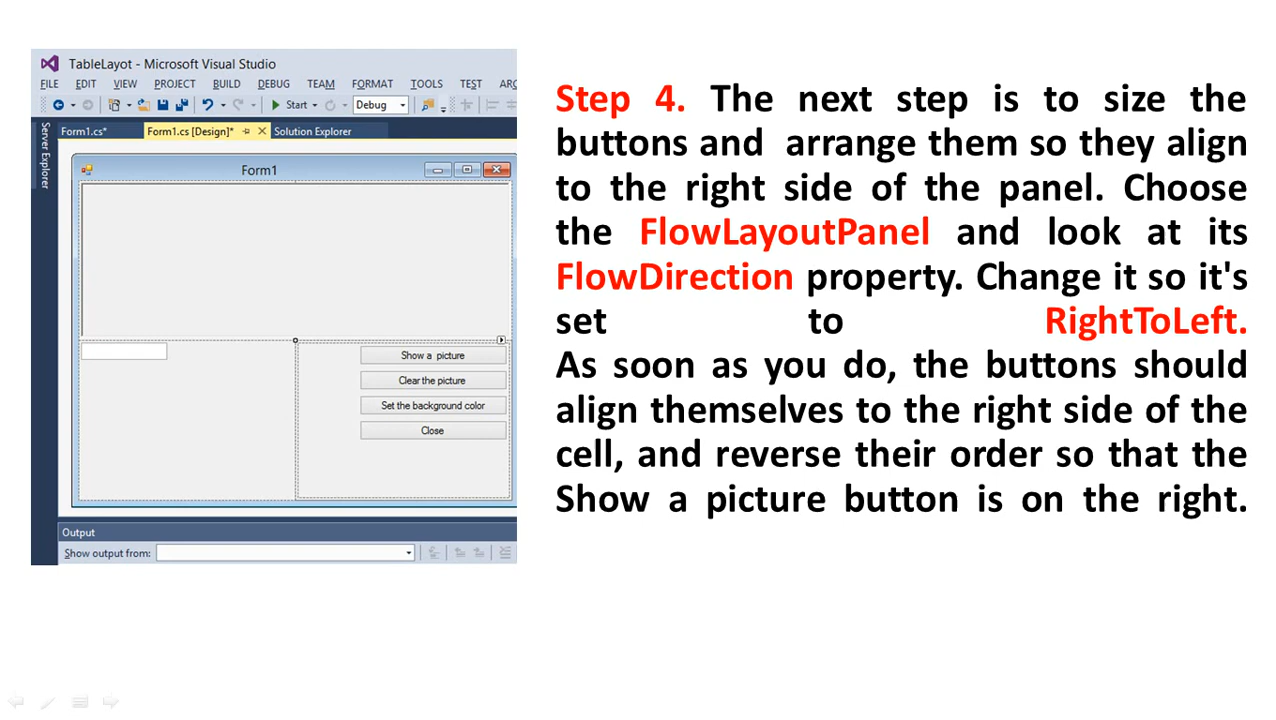 TableLayot - Microsoft Visual Studio
FILE EDIT VIEW PROJECT BUILD DEBUG TEAM FORMAT TOOLS TEST
Start Debug
Server Explorer
Form1.cs* Form1.cs [Design]* Solution Explorer
Form1
Show a picture
Clear the picture
Set the background color
Close
Output
Show output from:
Step 4. The next step is to size the
buttons and arrange them so they align
to the right side of the panel. Choose
the FlowLayoutPanel and look at its
FlowDirection property. Change it so it's
set to RightToLeft.
As soon as you do, the buttons should
align themselves to the right side of the
cell, and reverse their order so that the
Show a picture button is on the right.